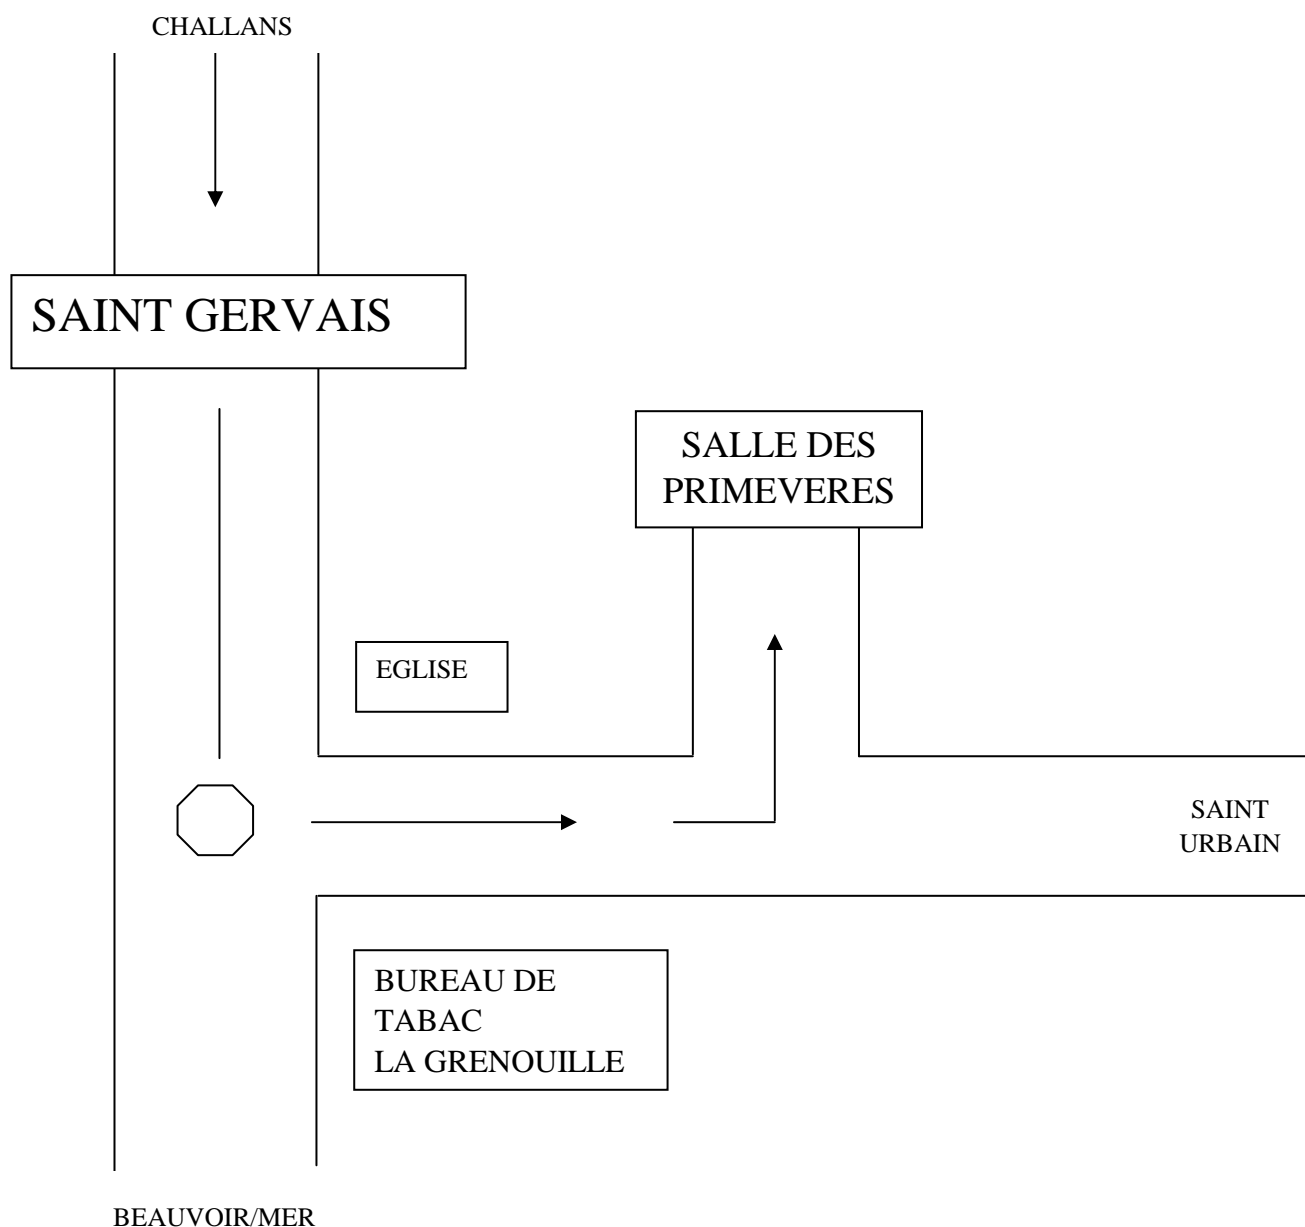 CHALLANS
SAINT GERVAIS
SALLE DES
PRIMEVERES
EGLISE
SAINT
URBAIN
BUREAU DE
TABAC
LA GRENOUILLE
BEAUVOIR/MER